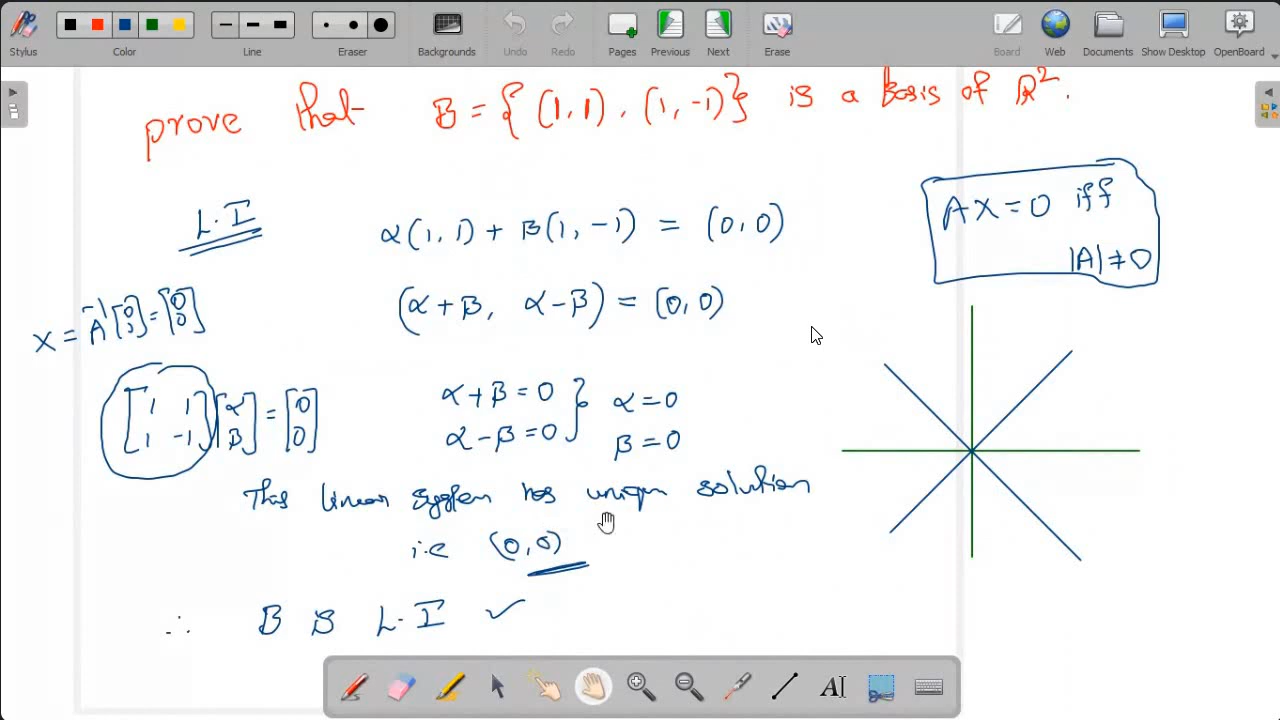 Stylus Color Line Eraser Backgrounds Undo Redo Pages Previous Next Erase Board Web Documents Show Desktop OpenBoard
prove that B = { (1,1), (1,-1)} is a basis of R².
L.I
α(1,1) + β(1,-1) = (0,0)
(α+β, α-β) = (0,0)
AX=0 iff
|A|≠0
X = A⁻¹[0 0] = [0 0]
[1 1
1 -1] [α
β] = [0
0]
α+β=0
α-β=0 } α=0
β=0
This linear system has unique solution
i.e (0,0)
∴ B is L.I ✓
AI